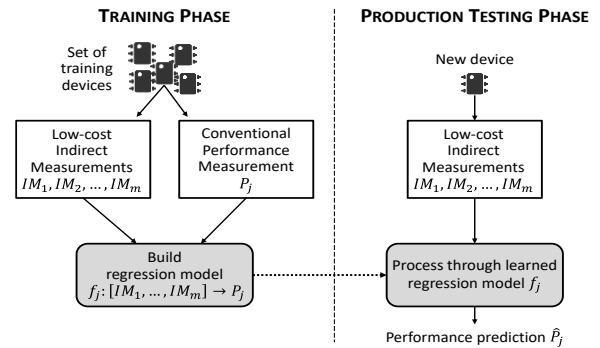 TRAINING PHASE
Set of
training
devices
Low-cost
Indirect
Measurements
IM₁, IM₂, ..., IMₘ
Conventional
Performance
Measurement
Pⱼ
Build
regression model
fⱼ: [IM₁, ..., IMₘ] → Pⱼ
PRODUCTION TESTING PHASE
New device
Low-cost
Indirect
Measurements
IM₁, IM₂, ..., IMₘ
Process through learned
regression model fⱼ
Performance prediction P̂ⱼ